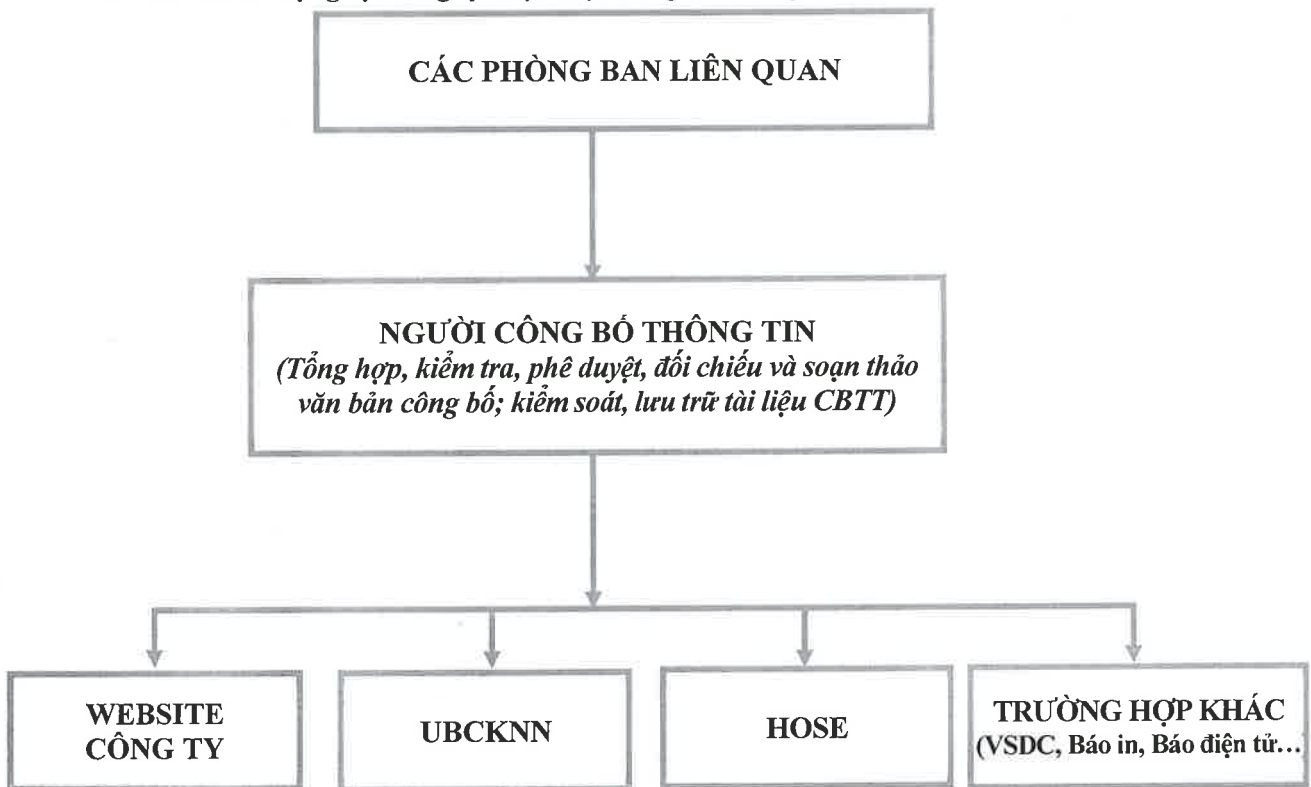 CÁC PHÒNG BAN LIÊN QUAN
NGƯỜI CÔNG BỐ THÔNG TIN
(Tổng hợp, kiểm tra, phê duyệt, đối chiếu và soạn thảo
văn bản công bố; kiểm soát, lưu trữ tài liệu CBTT)
WEBSITE
CÔNG TY
UBCKNN
HOSE
TRƯỜNG HỢP KHÁC
(VSDC, Báo in, Báo điện tử...